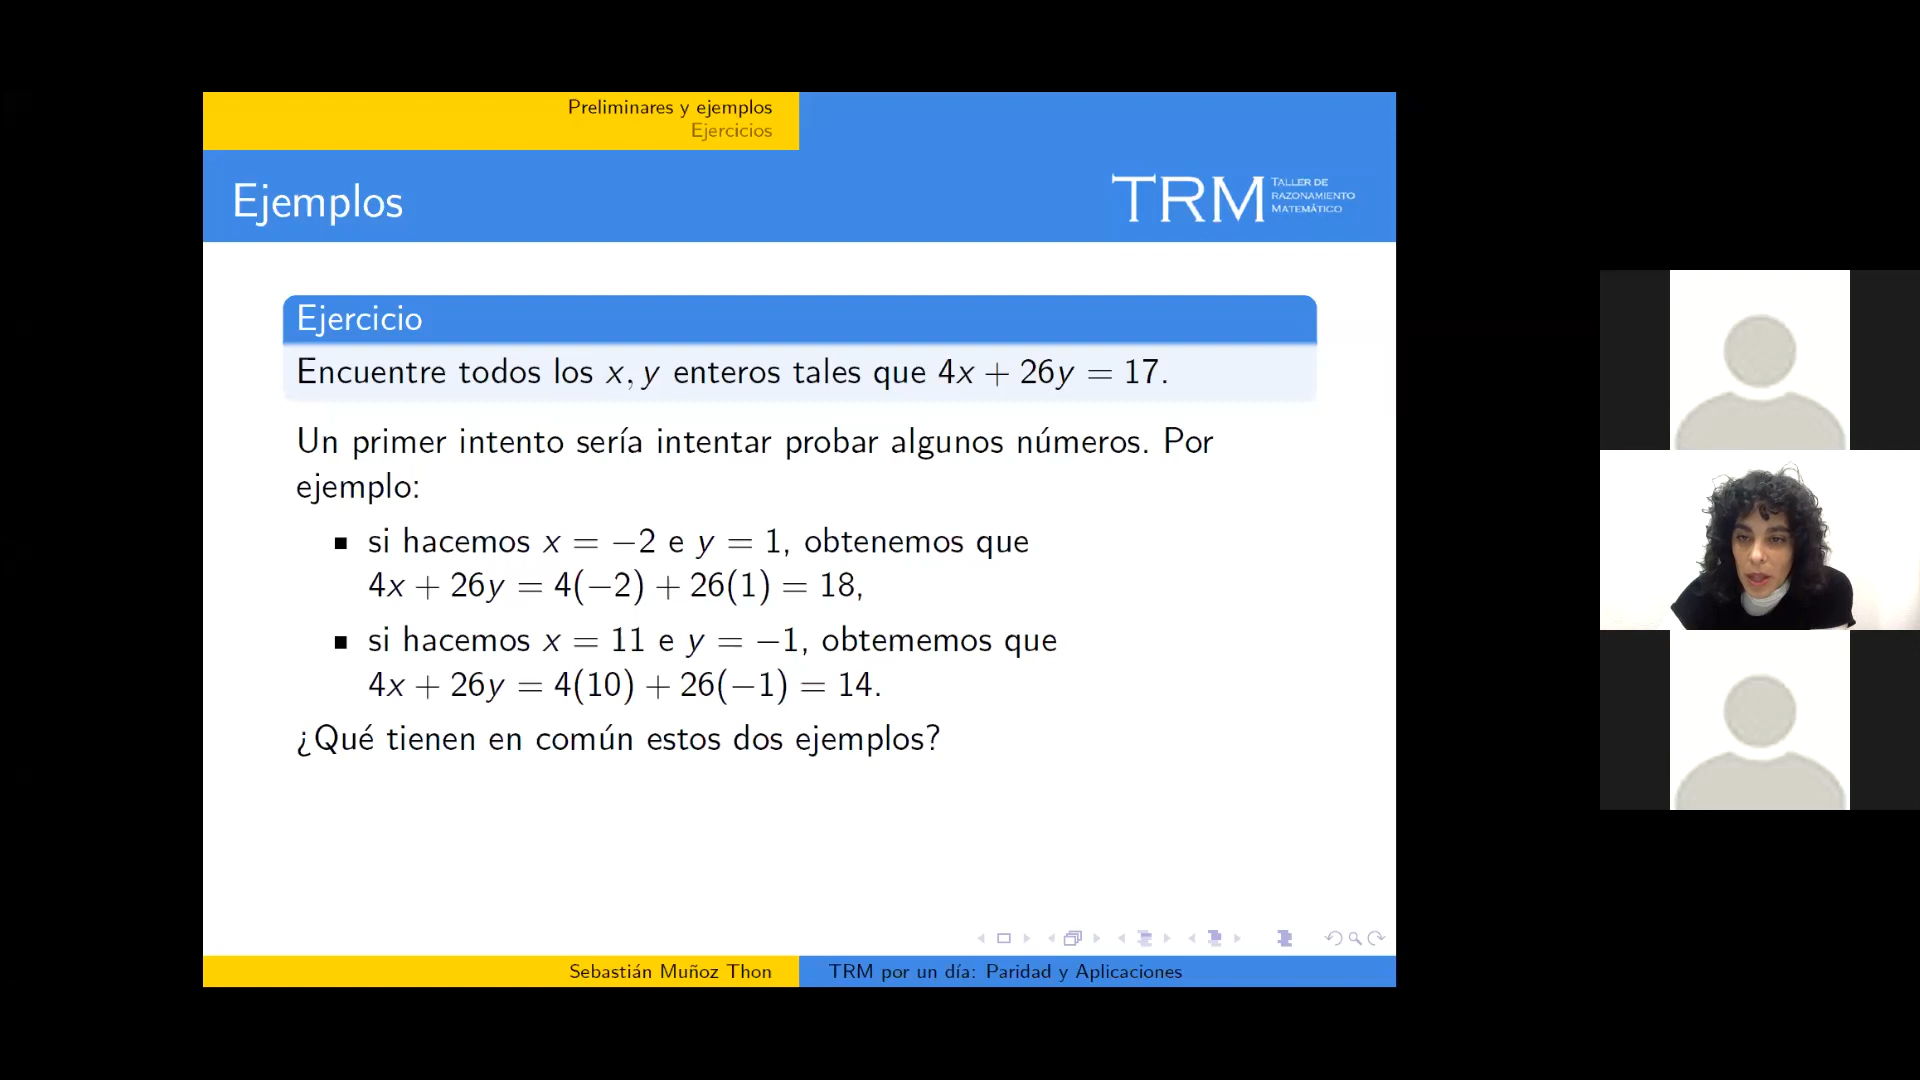 Preliminares y ejemplos
Ejercicios
Ejemplos
TRM
TALLER DE
RAZONAMIENTO
MATEMÁTICO
Ejercicio
Encuentre todos los x, y enteros tales que 4x + 26y = 17.
Un primer intento sería intentar probar algunos números. Por
ejemplo:
si hacemos x = −2 e y = 1, obtenemos que
4x + 26y = 4(−2) + 26(1) = 18,
si hacemos x = 11 e y = −1, obtememos que
4x + 26y = 4(10) + 26(−1) = 14.
¿Qué tienen en común estos dos ejemplos?
Sebastián Muñoz Thon
TRM por un día: Paridad y Aplicaciones